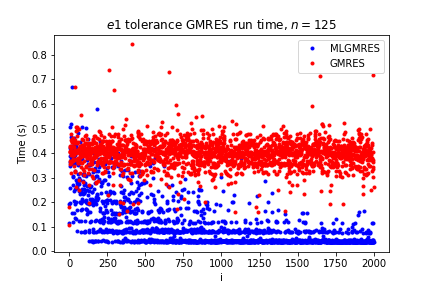 e1 tolerance GMRES run time, n = 125
MLGMRES
GMRES
Time (s)
0.8
0.7
0.6
0.5
0.4
0.3
0.2
0.1
0.0
0 250 500 750 1000 1250 1500 1750 2000
i